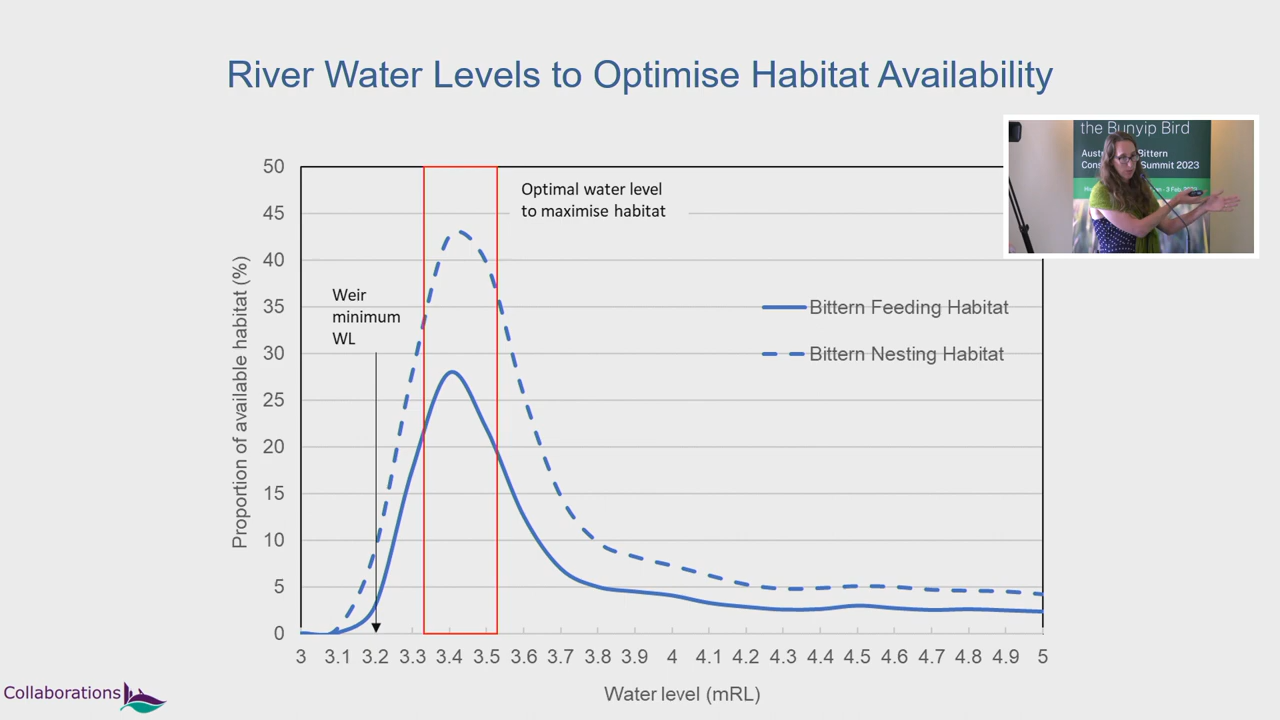 River Water Levels to Optimise Habitat Availability
the Bunyip Bird
Bittern
Summit 2023
50
45
40
35
30
25
20
15
10
5
0
Proportion of available habitat (%)
Optimal water level
to maximise habitat
Weir
minimum
WL
Bittern Feeding Habitat
Bittern Nesting Habitat
3 3.1 3.2 3.3 3.4 3.5 3.6 3.7 3.8 3.9 4 4.1 4.2 4.3 4.4 4.5 4.6 4.7 4.8 4.9 5
Water level (mRL)
Collaborations